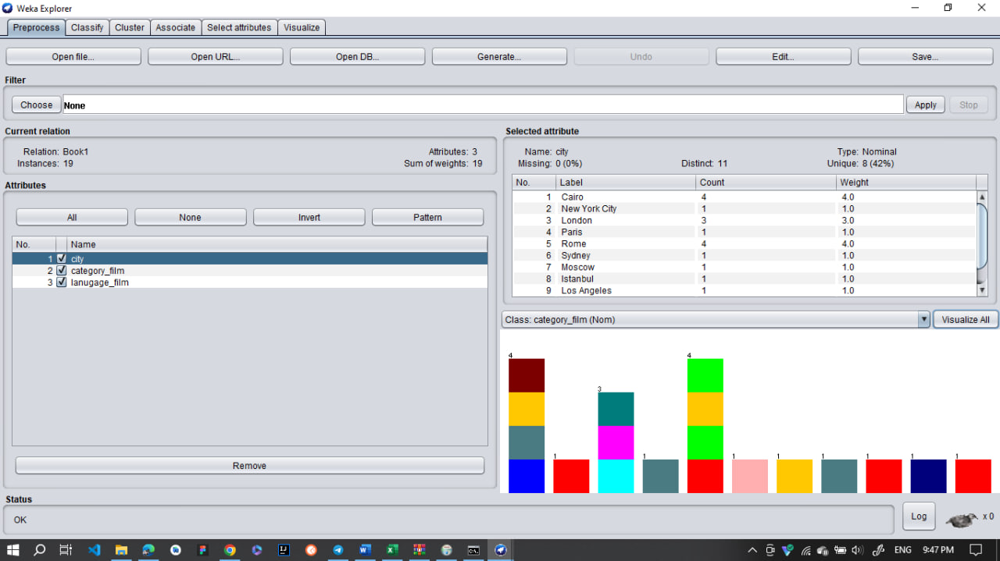 Weka Explorer
Preprocess Classify Cluster Associate Select attributes Visualize
Open file... Open URL... Open DB... Generate... Undo Edit... Save...
Filter
Choose None Apply Stop
Current relation
Relation: Book1 Attributes: 3
Instances: 19 Sum of weights: 19
Attributes
All None Invert Pattern
No. Name
1 city
2 category_film
3 lanugage_film
Remove
Selected attribute
Name: city Type: Nominal
Missing: 0 (0%) Distinct: 11 Unique: 8 (42%)
No. Label Count Weight
1 Cairo 4 4.0
2 New York City 1 1.0
3 London 3 3.0
4 Paris 1 1.0
5 Rome 4 4.0
6 Sydney 1 1.0
7 Moscow 1 1.0
8 Istanbul 1 1.0
9 Los Angeles 1 1.0
Class: category_film (Nom) Visualize All
4 1 3 1 4 1 1 1 1 1 1
Status
OK Log x 0
ENG 9:47 PM